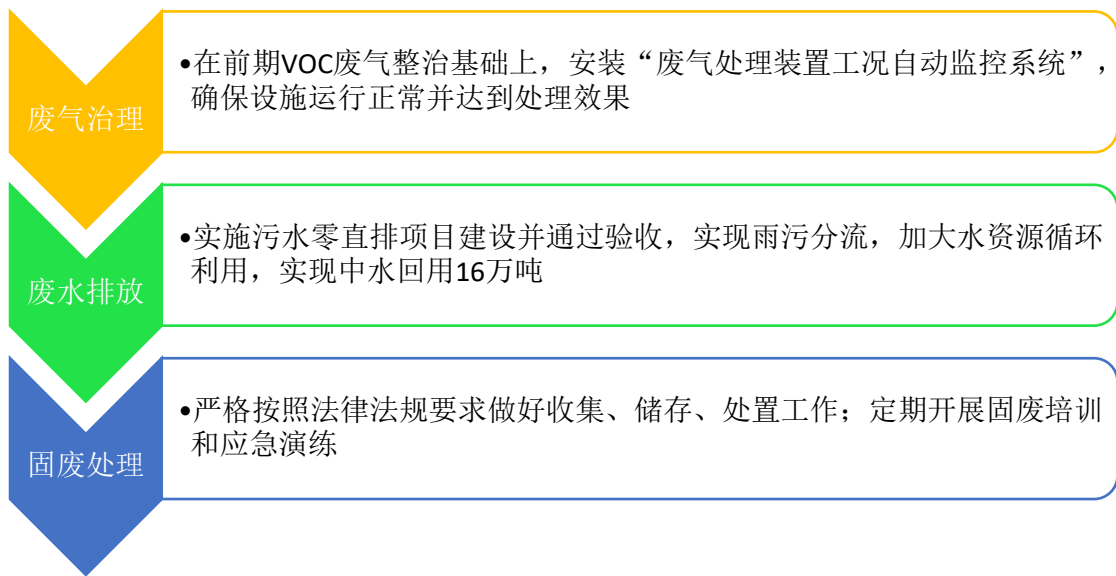 废气治理
•在前期VOC废气整治基础上，安装“废气处理装置工况自动监控系统”，
确保设施运行正常并达到处理效果
废水排放
•实施污水零直排项目建设并通过验收，实现雨污分流，加大水资源循环
利用，实现中水回用16万吨
固废处理
•严格按照法律法规要求做好收集、储存、处置工作；定期开展固废培训
和应急演练